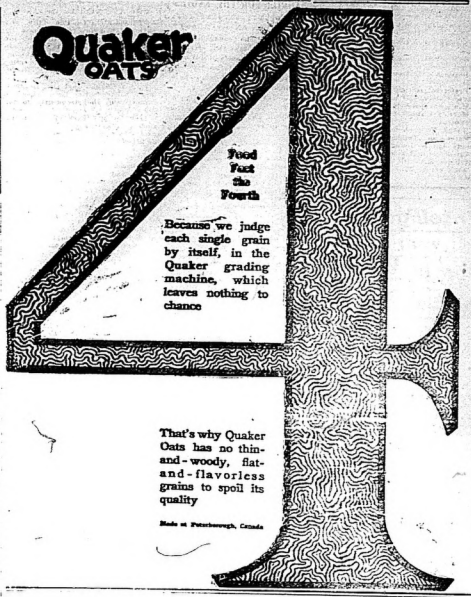 Quaker
OATS
4
Food
Fact
the
Fourth
Because we judge
each single grain
by itself, in the
Quaker grading
machine, which
leaves nothing to
chance
That's why Quaker
Oats has no thin-
and-woody, flat-
and-flavorless
grains to spoil its
quality
Made at Peterborough, Canada